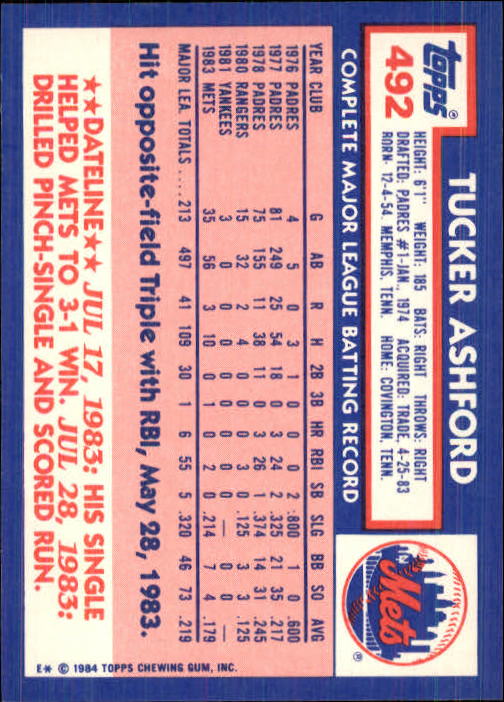 topps®
492
TUCKER ASHFORD
HEIGHT: 6'1" WEIGHT: 185 BATS: RIGHT THROWS: RIGHT
DRAFTED: PADRES #1-JAN., 1974 ACQUIRED: TRADE, 4-25-83
BORN: 12-4-54, MEMPHIS, TENN. HOME: COVINGTON, TENN.
Mets ®
COMPLETE MAJOR LEAGUE BATTING RECORD
YEAR CLUB G AB R H 2B 3B HR RBI SB SLG BB SO AVG
1976 PADRES 4 5 0 3 1 0 0 0 2 .800 1 0 .600
1977 PADRES 81 249 25 54 18 0 3 24 2 .325 21 35 .217
1978 PADRES 75 155 11 38 11 0 3 26 1 .374 14 31 .245
1980 RANGERS 15 32 2 4 0 0 0 3 0 .125 3 3 .125
1981 YANKEES 3 0 0 0 0 0 0 0 0 — 0 0 —
1983 METS 35 56 3 10 0 1 0 2 0 .214 7 4 .179
MAJOR LEA. TOTALS ..... 213 497 41 109 30 1 6 55 5 .320 46 73 .219
Hit opposite-field Triple with RBI, May 28, 1983.
★★DATELINE★★ JUL 17, 1983: HIS SINGLE
HELPED METS TO 3-1 WIN. JUL 28, 1983:
DRILLED PINCH-SINGLE AND SCORED RUN.
E* © 1984 TOPPS CHEWING GUM, INC.